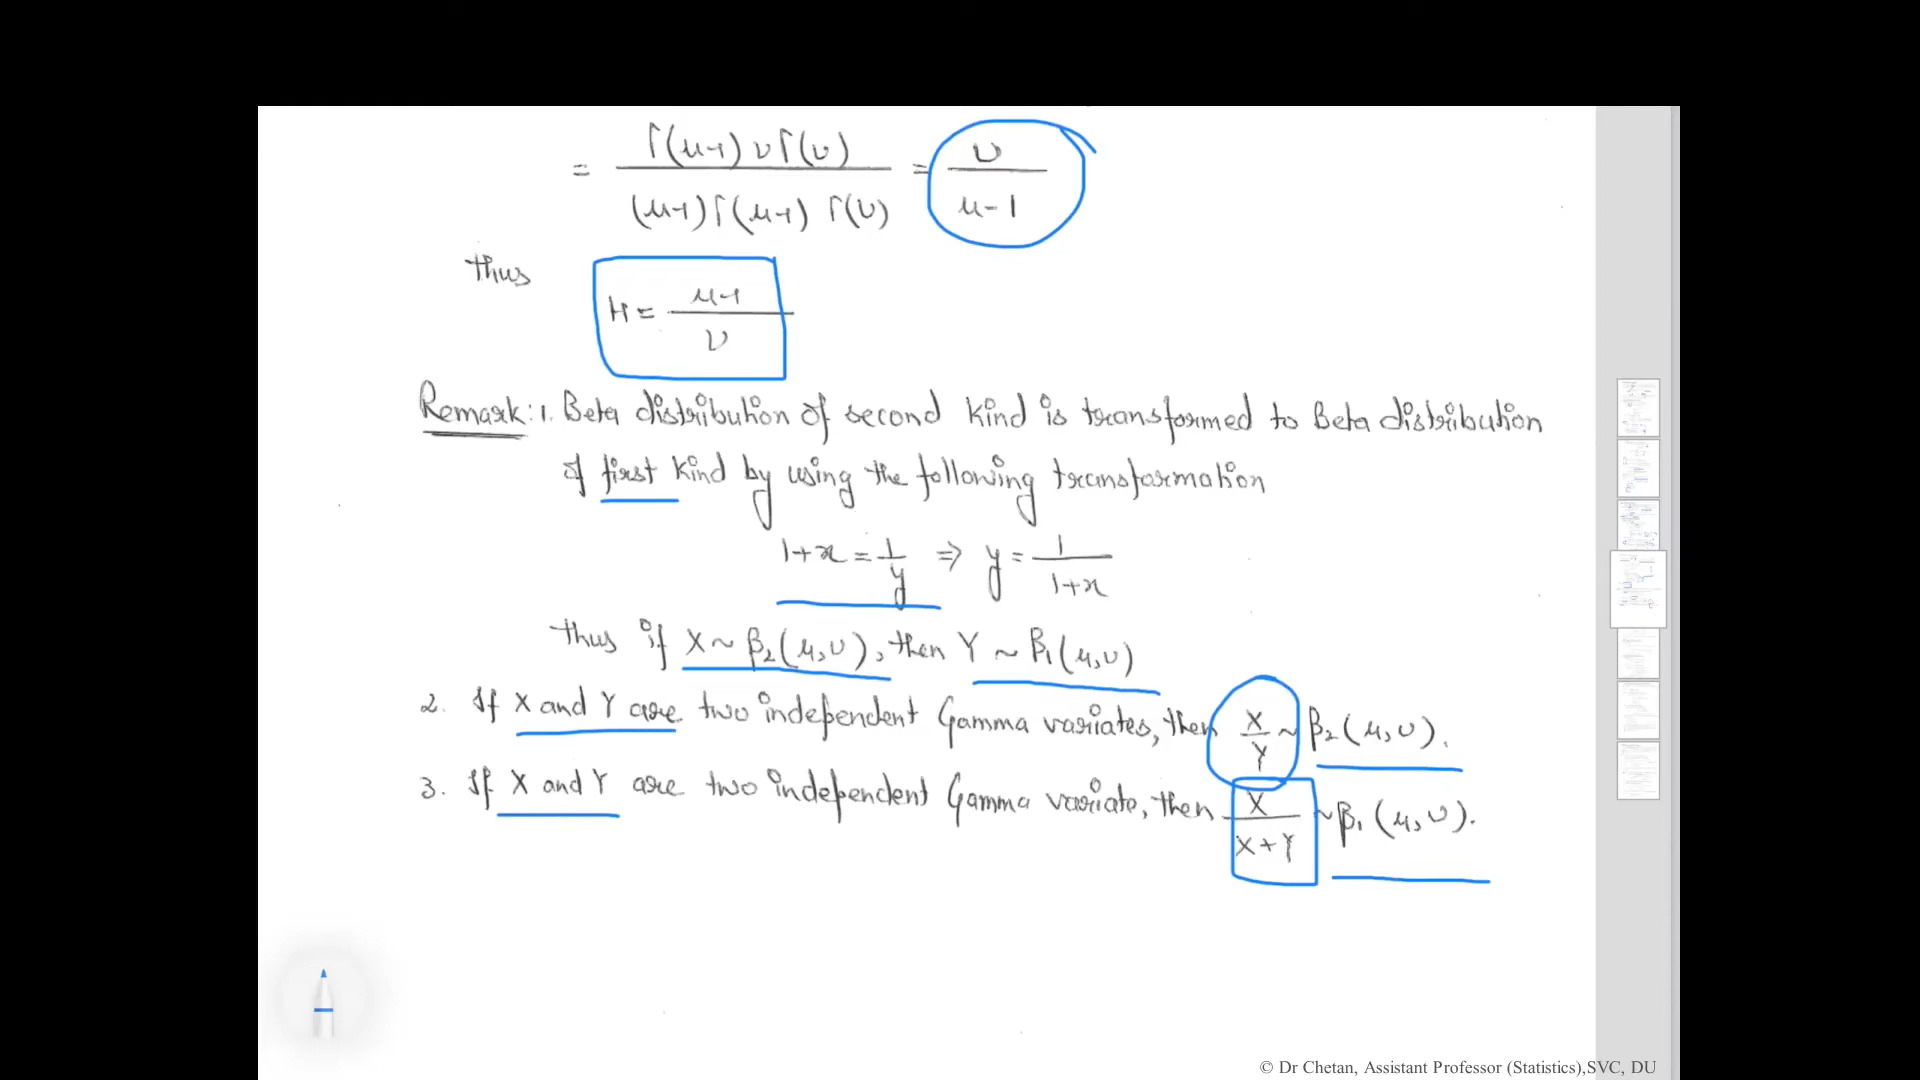 = Γ(μ-1) υΓ(υ) / (μ-1)Γ(μ-1) Γ(υ) = υ / μ-1
thus
H = μ-1 / υ
Remark: 1. Beta distribution of second kind is transformed to Beta distribution
of first kind by using the following transformation
1+x = 1/y ⇒ y = 1 / 1+x
thus if X ~ β₂(μ,υ), then Y ~ β₁(μ,υ)
2. If X and Y are two independent Gamma variates, then X/Y ~ β₂(μ,υ).
3. If X and Y are two independent Gamma variate, then X / X+Y ~ β₁(μ,υ).
© Dr Chetan, Assistant Professor (Statistics),SVC, DU